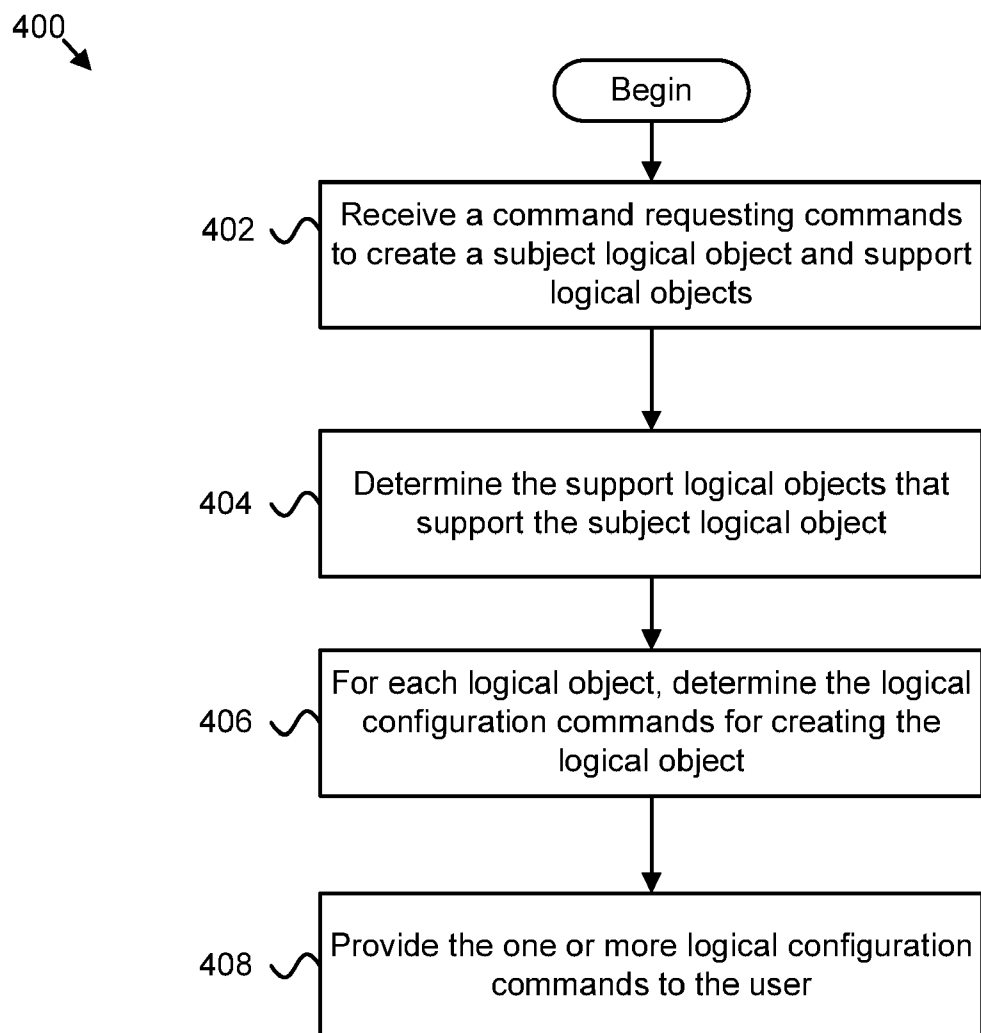 400
Begin
402
Receive a command requesting commands
to create a subject logical object and support
logical objects
404
Determine the support logical objects that
support the subject logical object
406
For each logical object, determine the logical
configuration commands for creating the
logical object
408
Provide the one or more logical configuration
commands to the user